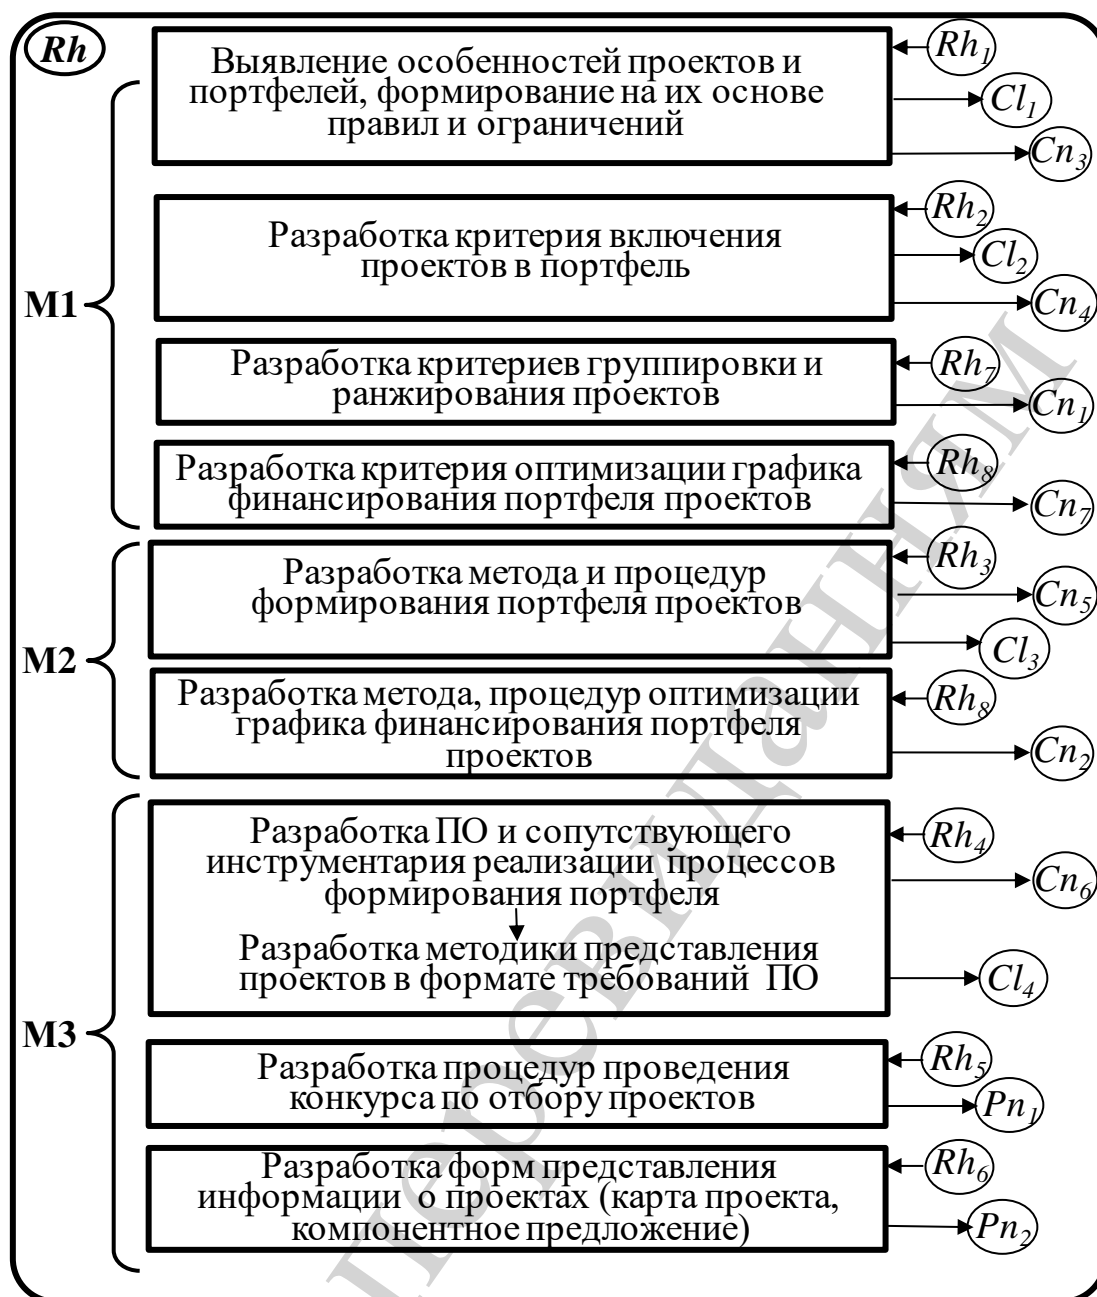 Rh
Выявление особенностей проектов и
портфелей, формирование на их основе
правил и ограничений
Rh1
Cl1
Cn3
M1
Разработка критерия включения
проектов в портфель
Rh2
Cl2
Cn4
Разработка критериев группировки и
ранжирования проектов
Rh7
Cn1
Разработка критерия оптимизации графика
финансирования портфеля проектов
Rh8
Cn7
M2
Разработка метода и процедур
формирования портфеля проектов
Rh3
Cn5
Cl3
Разработка метода, процедур оптимизации
графика финансирования портфеля
проектов
Rh8
Cn2
M3
Разработка ПО и сопутствующего
инструментария реализации процессов
формирования портфеля
Разработка методики представления
проектов в формате требований ПО
Rh4
Cn6
Cl4
Разработка процедур проведения
конкурса по отбору проектов
Rh5
Pn1
Разработка форм представления
информации о проектах (карта проекта,
компонентное предложение)
Rh6
Pn2
перевиданням